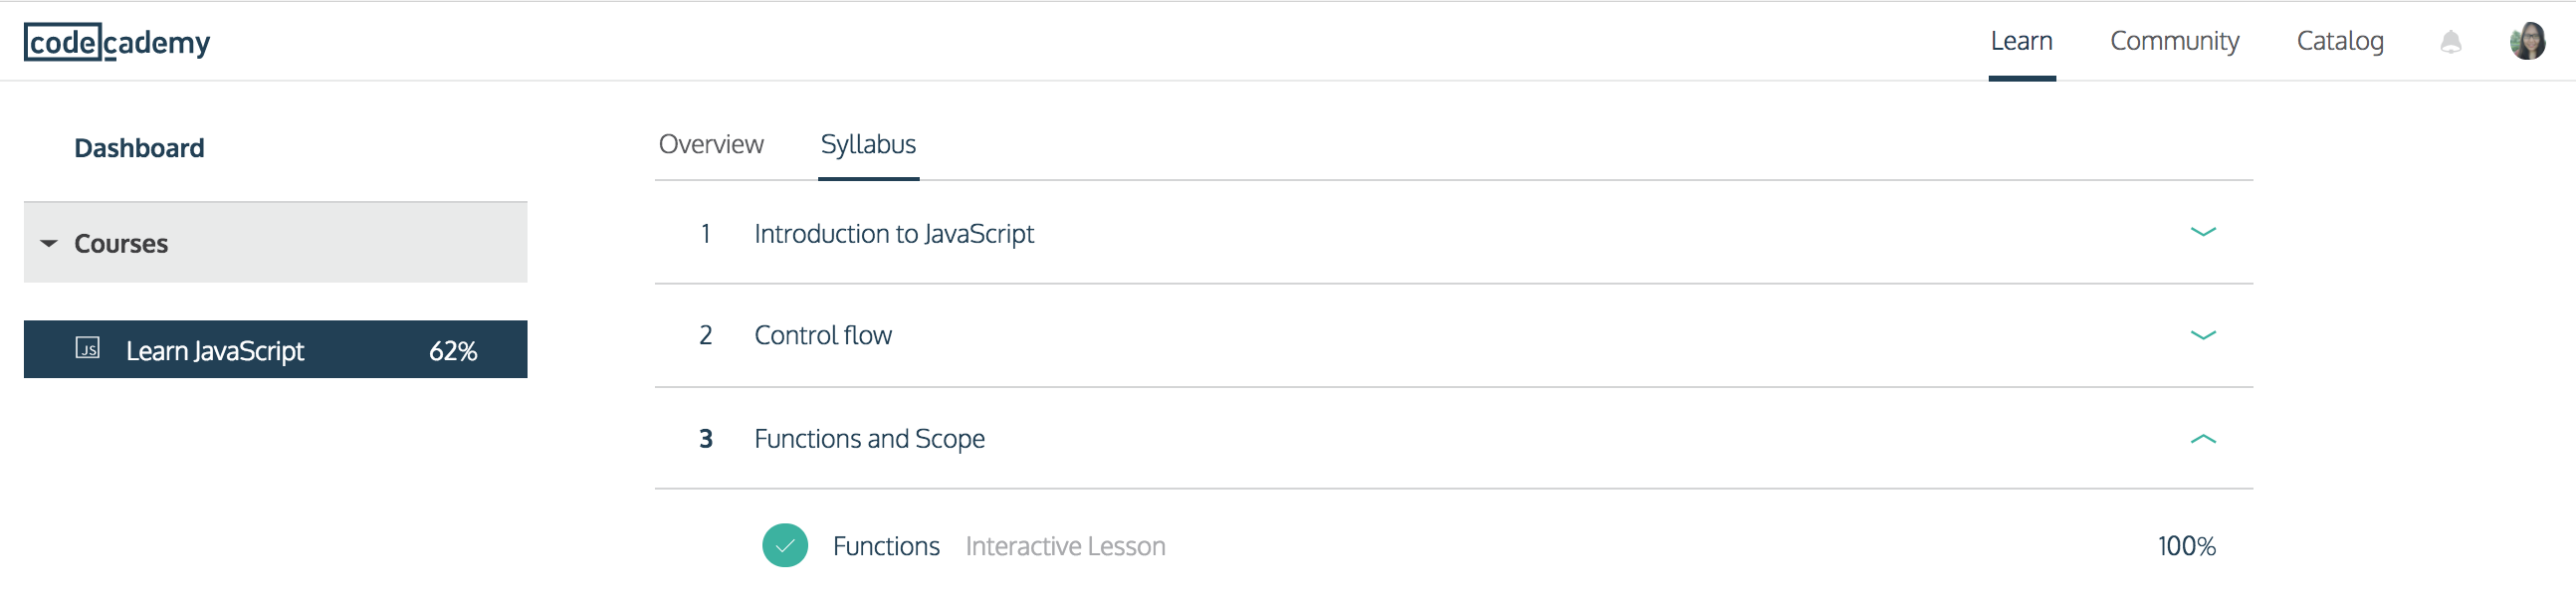 codecademy
Learn Community Catalog
Dashboard
Courses
JS Learn JavaScript 62%
Overview Syllabus
1 Introduction to JavaScript
2 Control flow
3 Functions and Scope
Functions Interactive Lesson 100%